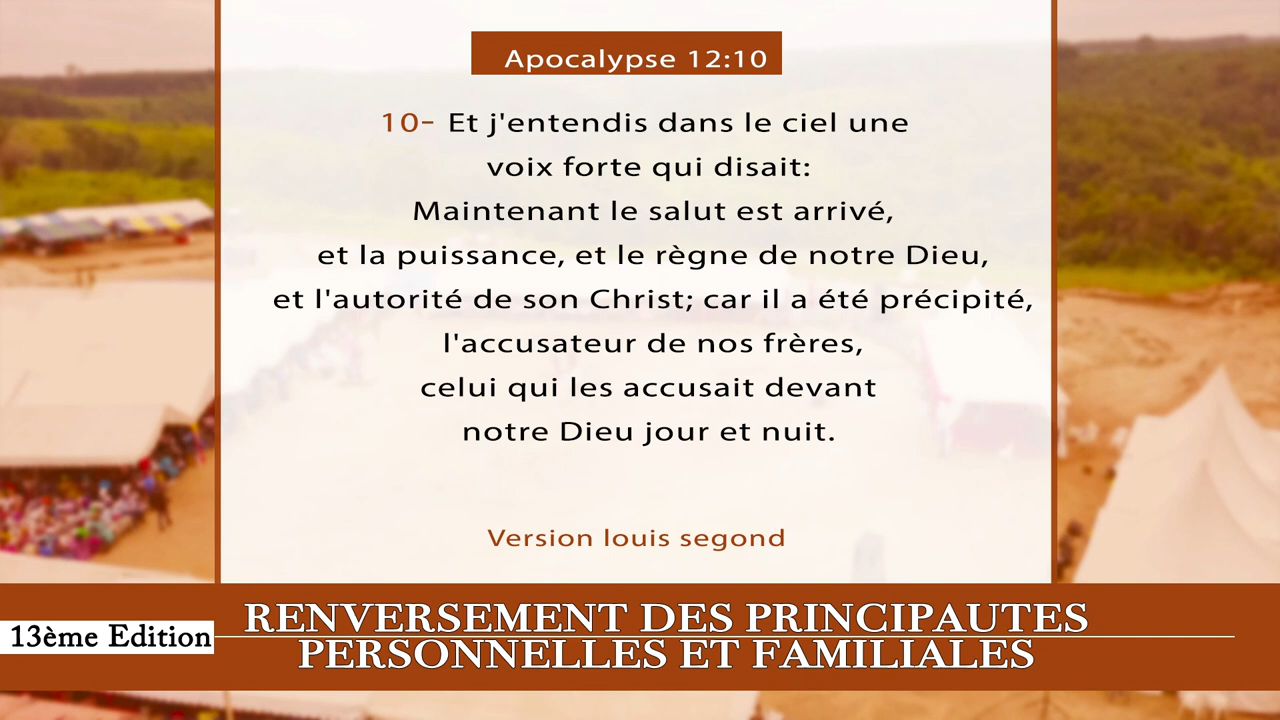 Apocalypse 12:10
10- Et j'entendis dans le ciel une
voix forte qui disait:
Maintenant le salut est arrivé,
et la puissance, et le règne de notre Dieu,
et l'autorité de son Christ; car il a été précipité,
l'accusateur de nos frères,
celui qui les accusait devant
notre Dieu jour et nuit.
Version louis segond
13ème Edition
RENVERSEMENT DES PRINCIPAUTES
PERSONNELLES ET FAMILIALES